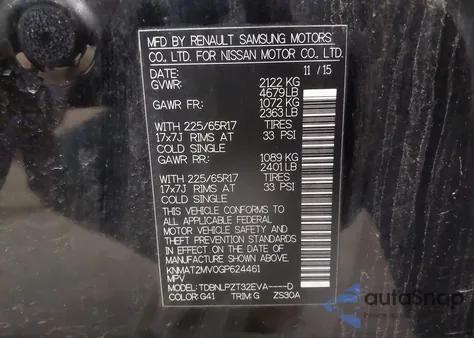 MFD BY RENAULT SAMSUNG MOTORS
CO., LTD. FOR NISSAN MOTOR CO., LTD.
DATE: 11 / 15
GVWR: 2122 KG
4679LB
GAWR FR: 1072 KG
2363LB
WITH 225/65R17 TIRES
17x7J RIMS AT 33 PSI
COLD SINGLE
GAWR RR: 1089 KG
2401LB
WITH 225/65R17 TIRES
17x7J RIMS AT 33 PSI
COLD SINGLE
THIS VEHICLE CONFORMS TO
ALL APPLICABLE FEDERAL
MOTOR VEHICLE SAFETY AND
THEFT PREVENTION
STANDARDS IN EFFECT ON
THE DATE OF MANUFACTURE
SHOWN ABOVE
KNMAT2MV0GP624461
MPV
MODEL: TDBNLPZT32EVA----D
COLOR: G41 TRIM: G ZS30A
autoSnap